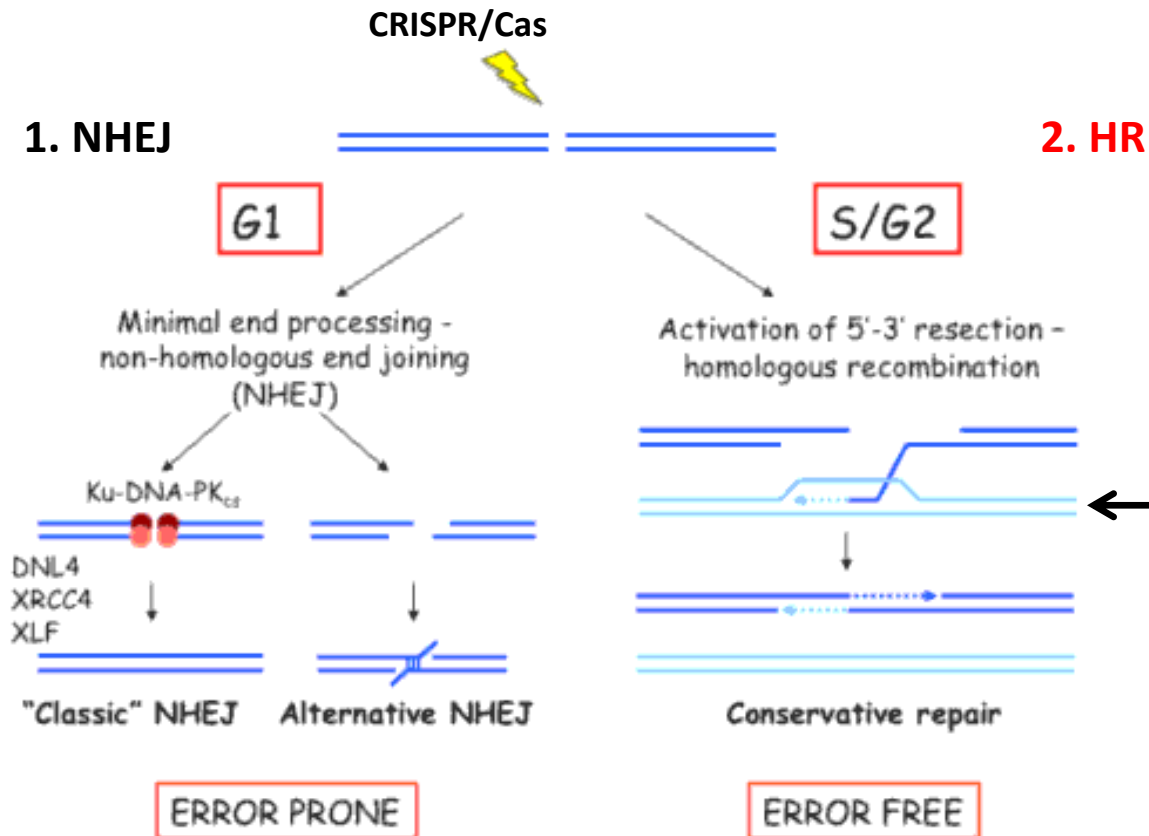 CRISPR/Cas
1. NHEJ
2. HR
G1
S/G2
Minimal end processing -
non-homologous end joining
(NHEJ)
Activation of 5'-3' resection –
homologous recombination
Ku-DNA-PKcs
DNL4
XRCC4
XLF
"Classic" NHEJ
Alternative NHEJ
Conservative repair
ERROR PRONE
ERROR FREE